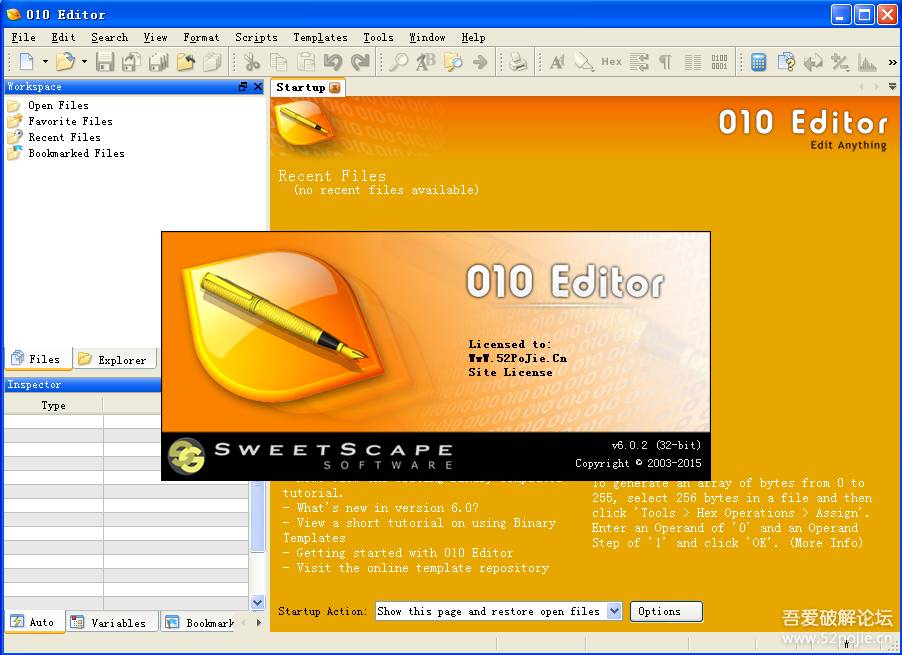 010 Editor
File Edit Search View Format Scripts Templates Tools Window Help
Hex
Workspace
Startup
Open Files
Favorite Files
Recent Files
Bookmarked Files
010 Editor
Edit Anything
Recent Files
(no recent files available)
010 Editor
Licensed to:
WwW.52PoJie.Cn
Site License
SWEETSCAPE
SOFTWARE
v6.0.2 (32-bit)
Copyright © 2003-2015
Files Explorer
Inspector
Type
tutorial.
- What's new in version 6.0?
- View a short tutorial on using Binary
Templates
- Getting started with 010 Editor
- Visit the online template repository
To generate an array of bytes from 0 to
255, select 256 bytes in a file and then
click 'Tools > Hex Operations > Assign'.
Enter an Operand of '0' and an Operand
Step of '1' and click 'OK'. (More Info)
Startup Action: Show this page and restore open files Options
Auto Variables Bookmark
吾爱破解论坛
www.52pojie.cn